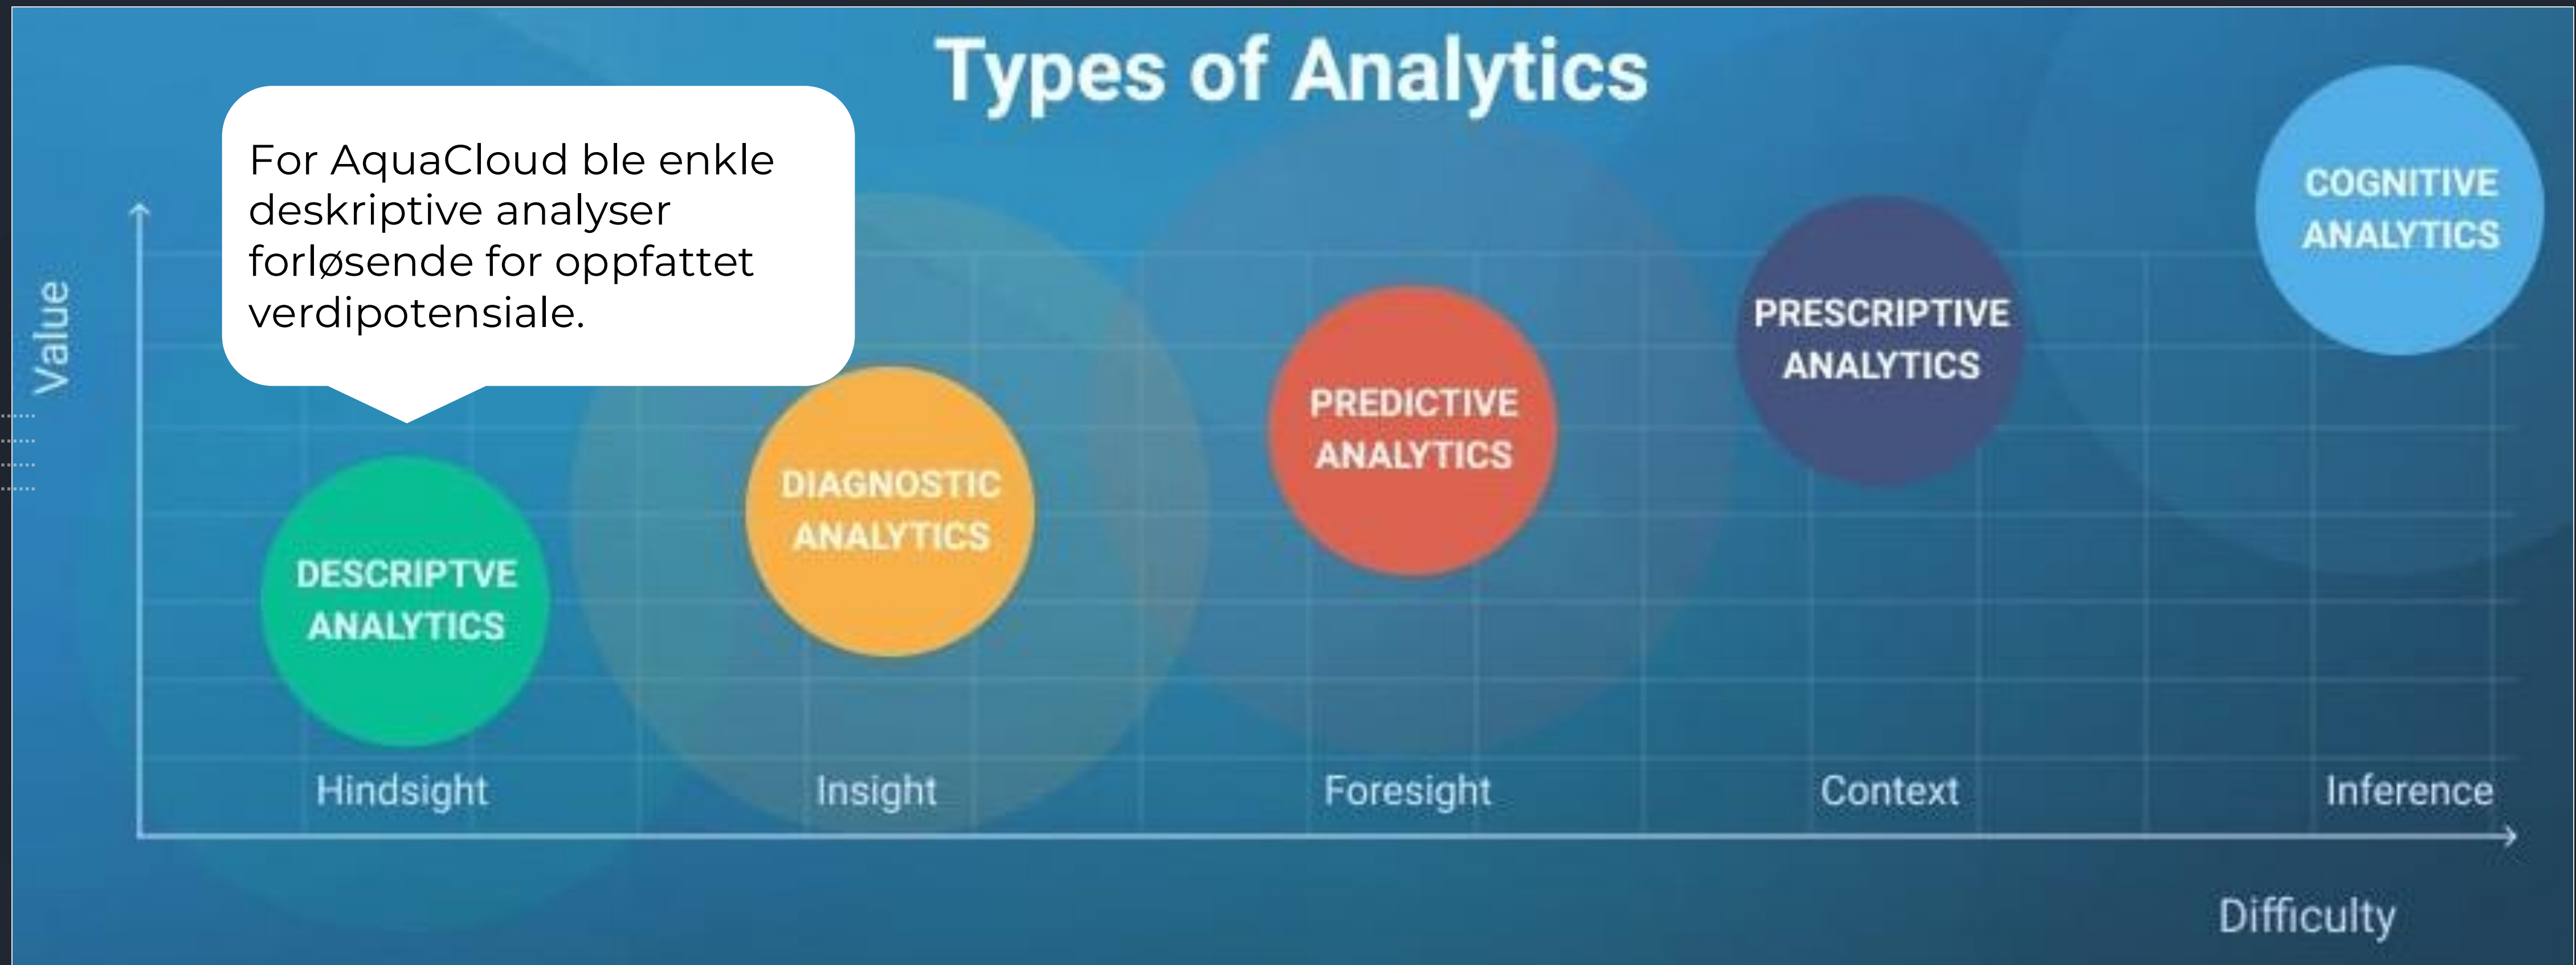 Types of Analytics
For AquaCloud ble enkle
deskriptive analyser
forløsende for oppfattet
verdipotensiale.
Value
COGNITIVE
ANALYTICS
PRESCRIPTIVE
ANALYTICS
PREDICTIVE
ANALYTICS
DIAGNOSTIC
ANALYTICS
DESCRIPTVE
ANALYTICS
Hindsight
Insight
Foresight
Context
Inference
Difficulty